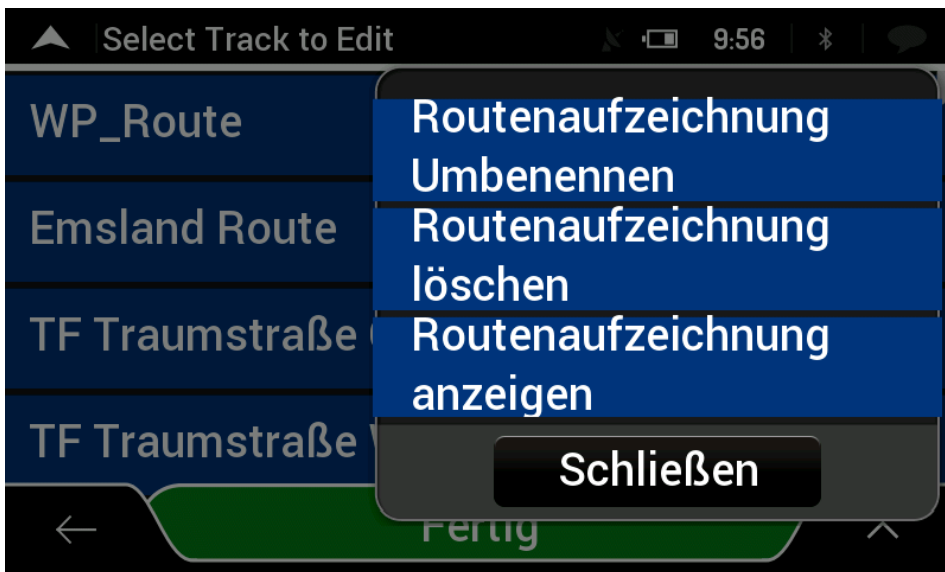 Select Track to Edit
9:56
WP_Route
Emsland Route
TF Traumstraße
TF Traumstraße
Routenaufzeichnung
Umbenennen
Routenaufzeichnung
löschen
Routenaufzeichnung
anzeigen
Schließen
Fertig